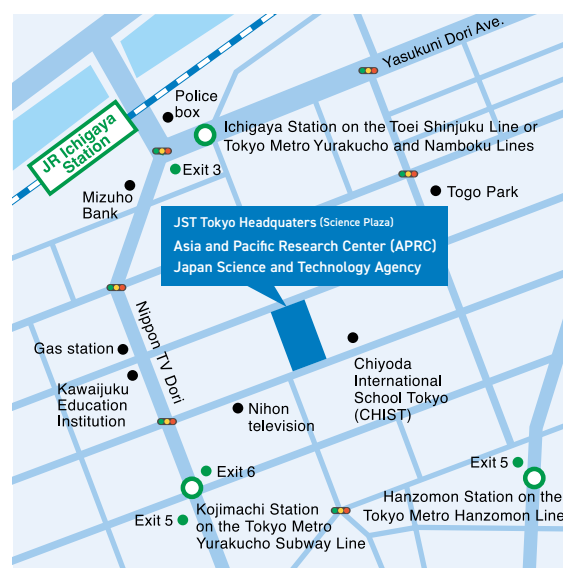 Yasukuni Dori Ave.
Police
box
JR Ichigaya
Station
Ichigaya Station on the Toei Shinjuku Line or
Tokyo Metro Yurakucho and Namboku Lines
Exit 3
Mizuho
Bank
Togo Park
JST Tokyo Headquaters (Science Plaza)
Asia and Pacific Research Center (APRC)
Japan Science and Technology Agency
Nippon TV Dori
Gas station
Kawaijuku
Education
Institution
Chiyoda
International
School Tokyo
(CHIST)
Nihon
television
Exit 6
Exit 5
Kojimachi Station
on the Tokyo Metro
Yurakucho Subway Line
Exit 5
Hanzomon Station on the
Tokyo Metro Hanzomon Line